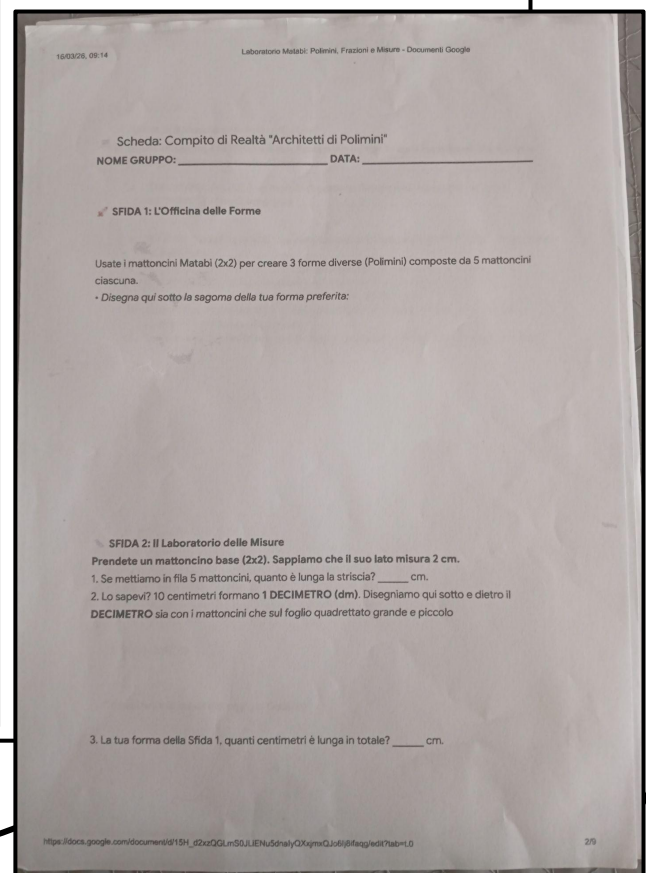 16/03/26, 09:14
Laboratorio Matabì: Polimini, Frazioni e Misure - Documenti Google
Scheda: Compito di Realtà "Architetti di Polimini"
NOME GRUPPO: ____________ DATA: ____________
SFIDA 1: L'Officina delle Forme
Usate i mattoncini Matabi (2x2) per creare 3 forme diverse (Polimini) composte da 5 mattoncini
ciascuna.
• Disegna qui sotto la sagoma della tua forma preferita:
SFIDA 2: Il Laboratorio delle Misure
Prendete un mattoncino base (2x2). Sappiamo che il suo lato misura 2 cm.
1. Se mettiamo in fila 5 mattoncini, quanto è lunga la striscia? ______ cm.
2. Lo sapevi? 10 centimetri formano 1 DECIMETRO (dm). Disegniamo qui sotto e dietro il
DECIMETRO sia con i mattoncini che sul foglio quadrettato grande e piccolo
3. La tua forma della Sfida 1, quanti centimetri è lunga in totale? ______ cm.
2/9